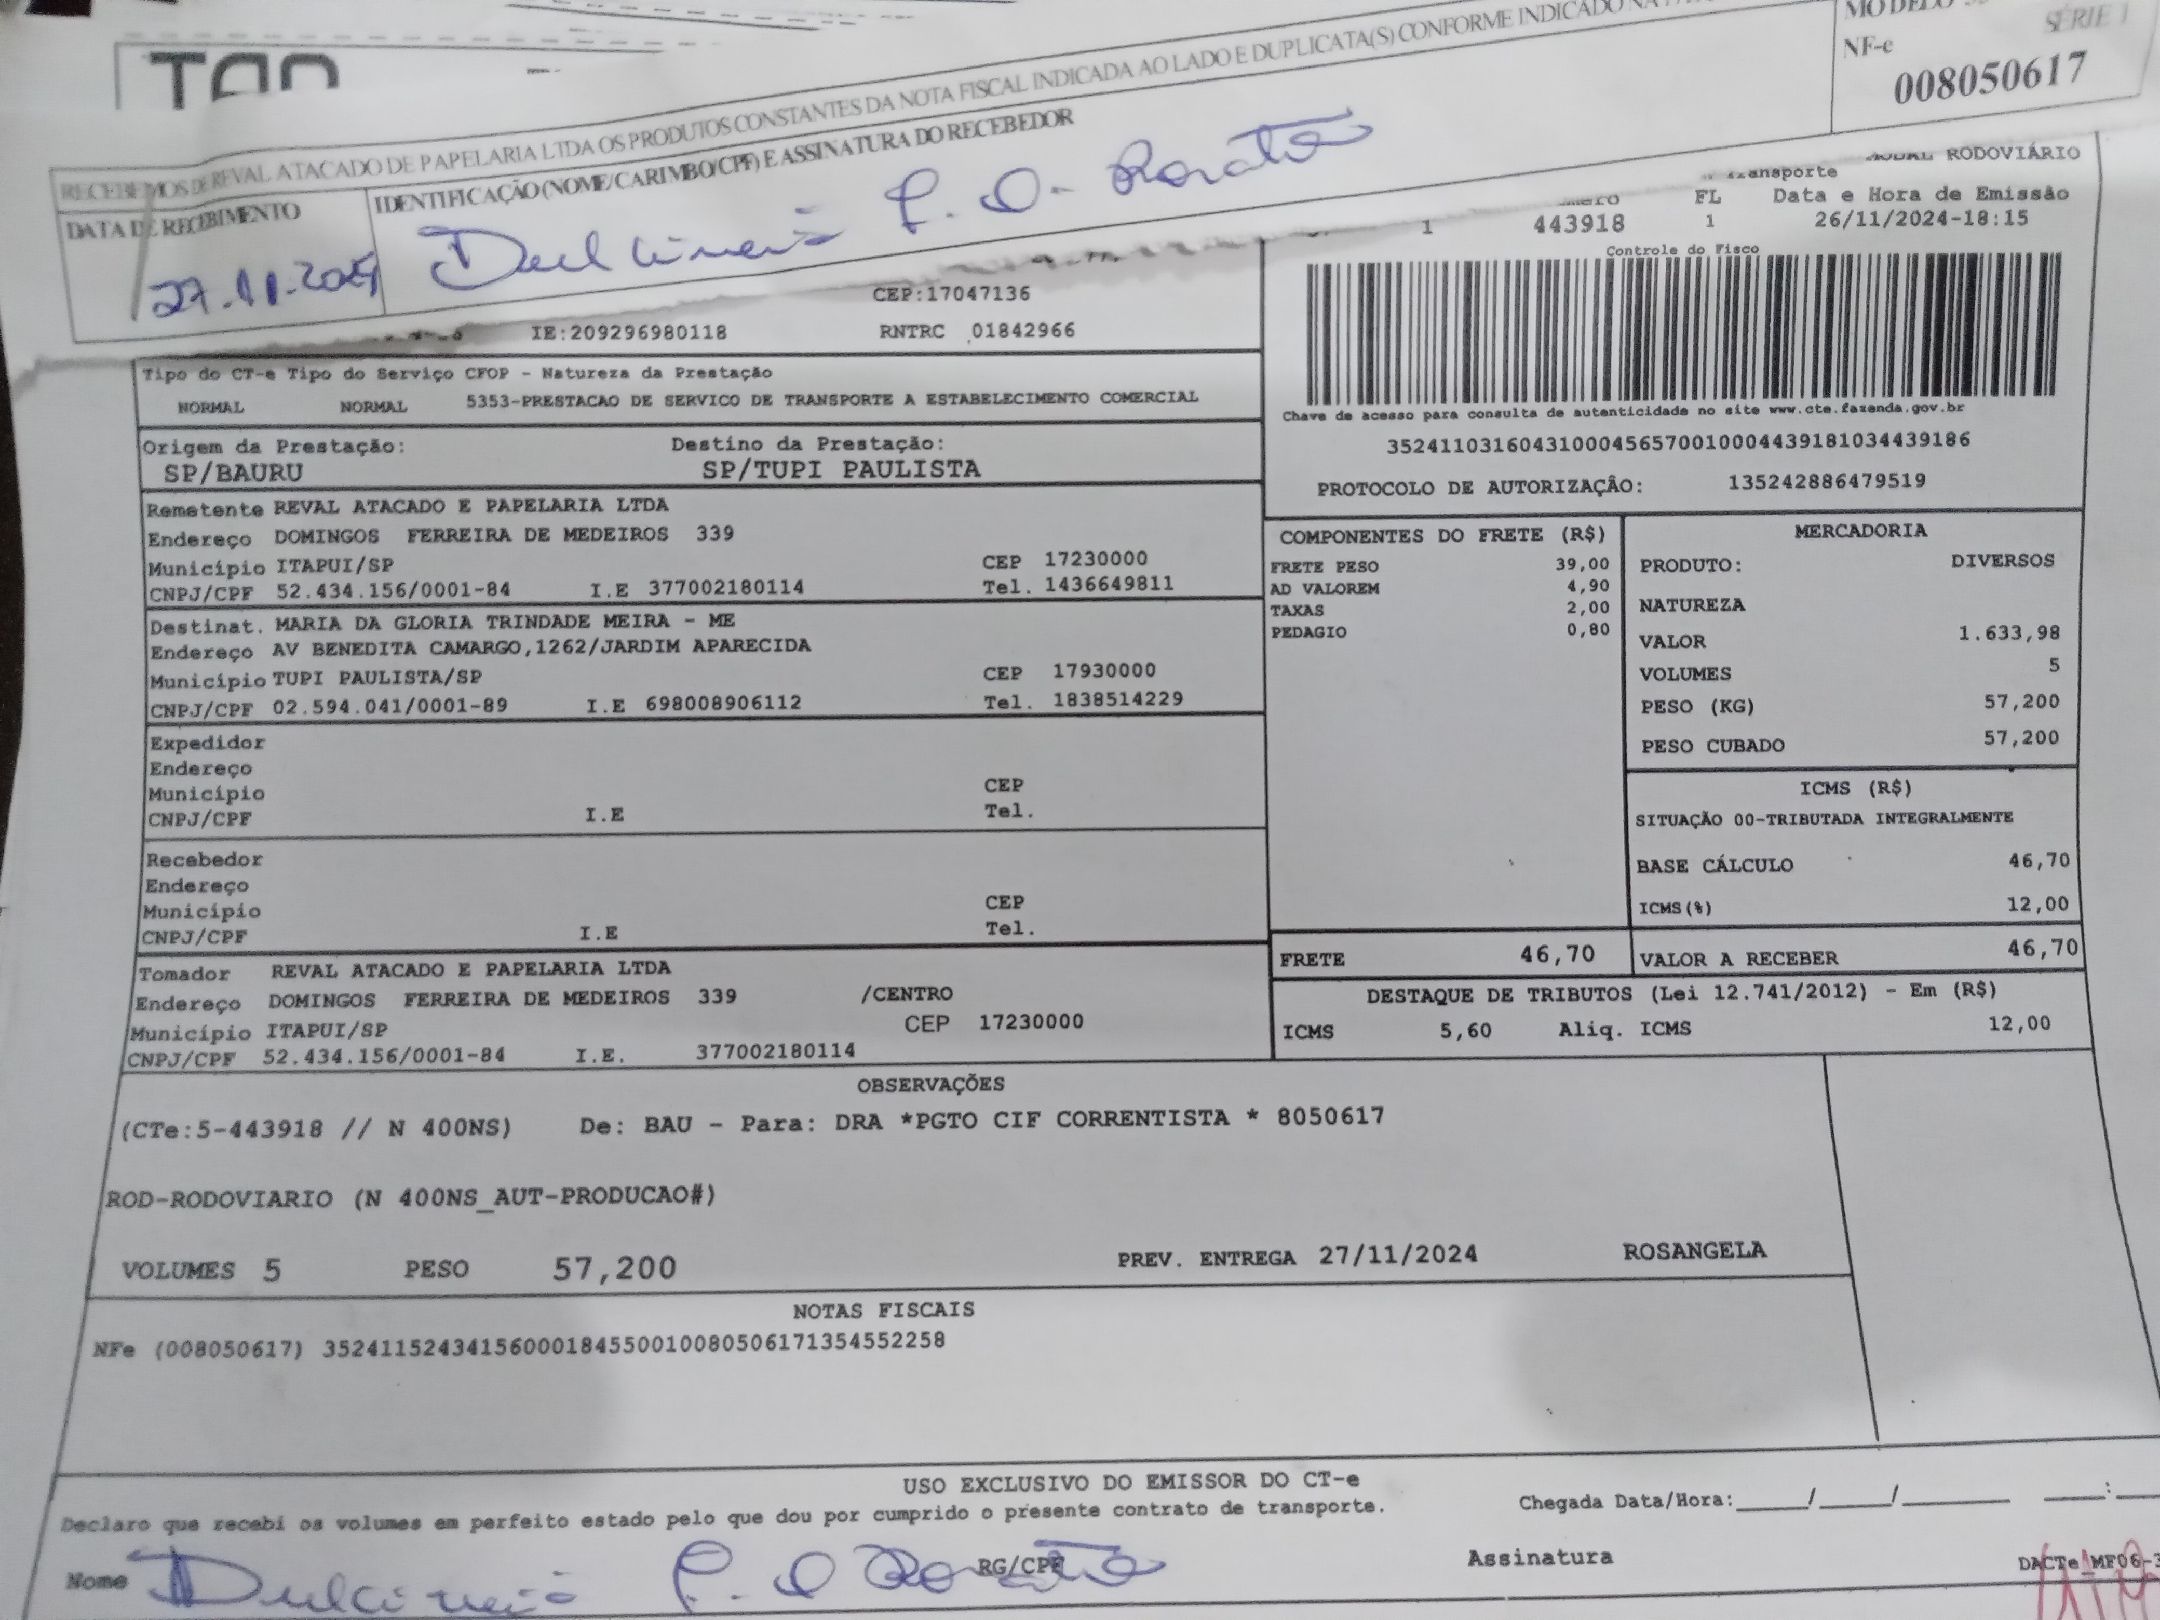 RECEBEMOS DE REVAL ATACADO DE PAPELARIA LTDA OS PRODUTOS CONSTANTES DA NOTA FISCAL INDICADA AO LADO E DUPLICATA(S) CONFORME INDICADO
SÉRIE 1
NF-e
008050617
DATA DE RECEBIMENTO
IDENTIFICAÇÃO (NOME/CARIMBO/CPF) E ASSINATURA DO RECEBEDOR
27.11.2024
Dulcineia
RODOVIÁRIO
FL Data e Hora de Emissão
1 443918 1 26/11/2024-18:15
Controle do Fisco
CEP:17047136
IE:209296980118 RNTRC 01842966
Tipo do CT-e Tipo do Serviço CFOP - Natureza da Prestação
NORMAL NORMAL 5353-PRESTACAO DE SERVICO DE TRANSPORTE A ESTABELECIMENTO COMERCIAL
Chave de acesso para consulta de autenticidade no site www.cte.fazenda.gov.br
35241103160431000456570010004439181034439186
PROTOCOLO DE AUTORIZAÇÃO: 135242886479519
Origem da Prestação: Destino da Prestação:
SP/BAURU SP/TUPI PAULISTA
Remetente REVAL ATACADO E PAPELARIA LTDA
Endereço DOMINGOS FERREIRA DE MEDEIROS 339
Município ITAPUI/SP CEP 17230000
CNPJ/CPF 52.434.156/0001-84 I.E 377002180114 Tel. 1436649811
Destinat. MARIA DA GLORIA TRINDADE MEIRA - ME
Endereço AV BENEDITA CAMARGO,1262/JARDIM APARECIDA
Município TUPI PAULISTA/SP CEP 17930000
CNPJ/CPF 02.594.041/0001-89 I.E 698008906112 Tel. 1838514229
Expedidor
Endereço
Município CEP
CNPJ/CPF I.E Tel.
Recebedor
Endereço
Município CEP
CNPJ/CPF I.E Tel.
Tomador REVAL ATACADO E PAPELARIA LTDA
Endereço DOMINGOS FERREIRA DE MEDEIROS 339 /CENTRO
Município ITAPUI/SP CEP 17230000
CNPJ/CPF 52.434.156/0001-84 I.E. 377002180114
COMPONENTES DO FRETE (R$)
FRETE PESO 39,00
AD VALOREM 4,90
TAXAS 2,00
PEDAGIO 0,80
FRETE 46,70
MERCADORIA
PRODUTO: DIVERSOS
NATUREZA
VALOR 1.633,98
VOLUMES 5
PESO (KG) 57,200
PESO CUBADO 57,200
ICMS (R$)
SITUAÇÃO 00-TRIBUTADA INTEGRALMENTE
BASE CÁLCULO 46,70
ICMS(%) 12,00
VALOR A RECEBER 46,70
DESTAQUE DE TRIBUTOS (Lei 12.741/2012) - Em (R$)
ICMS 5,60 Aliq. ICMS 12,00
OBSERVAÇÕES
(CTe:5-443918 // N 400NS) De: BAU - Para: DRA *PGTO CIF CORRENTISTA * 8050617
ROD-RODOVIARIO (N 400NS_AUT-PRODUCAO#)
VOLUMES 5 PESO 57,200 PREV. ENTREGA 27/11/2024 ROSANGELA
NOTAS FISCAIS
NFe (008050617) 35241152434156000184550010080506171354552258
USO EXCLUSIVO DO EMISSOR DO CT-e
Declaro que recebi os volumes em perfeito estado pelo que dou por cumprido o presente contrato de transporte.
Chegada Data/Hora:_____/_____/________ ____:____
Nome Dulcineia RG/CPF Assinatura